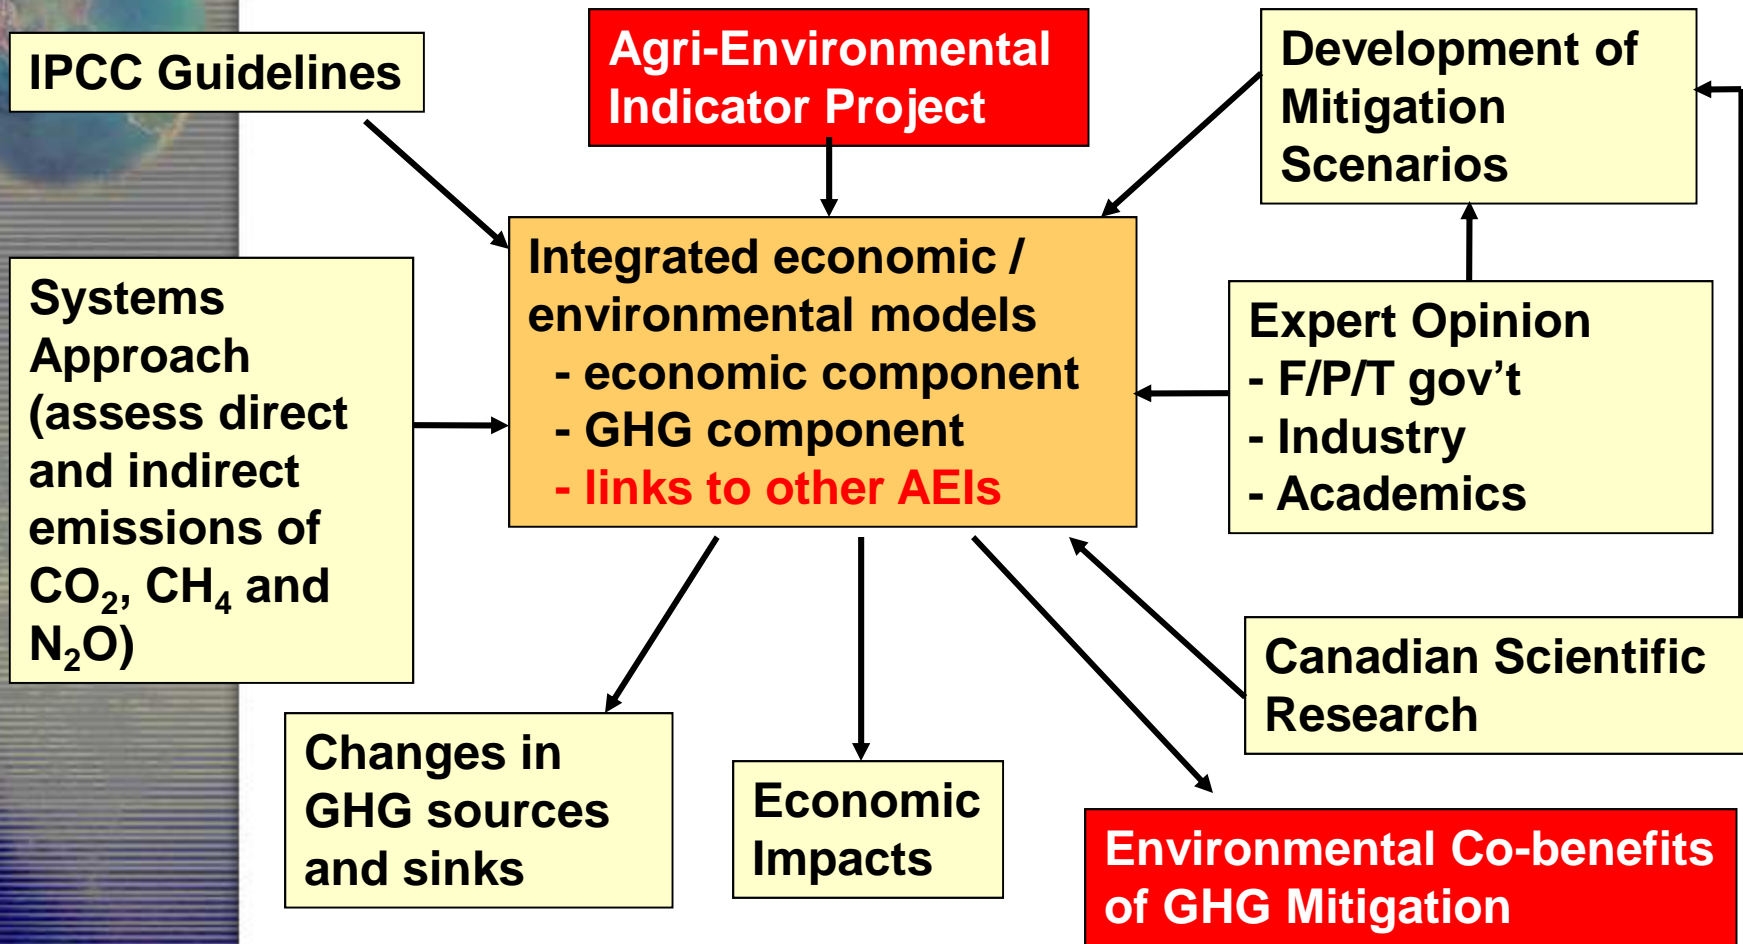 IPCC Guidelines
Agri-Environmental
Indicator Project
Development of
Mitigation
Scenarios
Systems
Approach
(assess direct
and indirect
emissions of
CO₂, CH₄ and
N₂O)
Integrated economic /
environmental models
- economic component
- GHG component
- links to other AEIs
Expert Opinion
- F/P/T gov’t
- Industry
- Academics
Canadian Scientific
Research
Changes in
GHG sources
and sinks
Economic
Impacts
Environmental Co-benefits
of GHG Mitigation